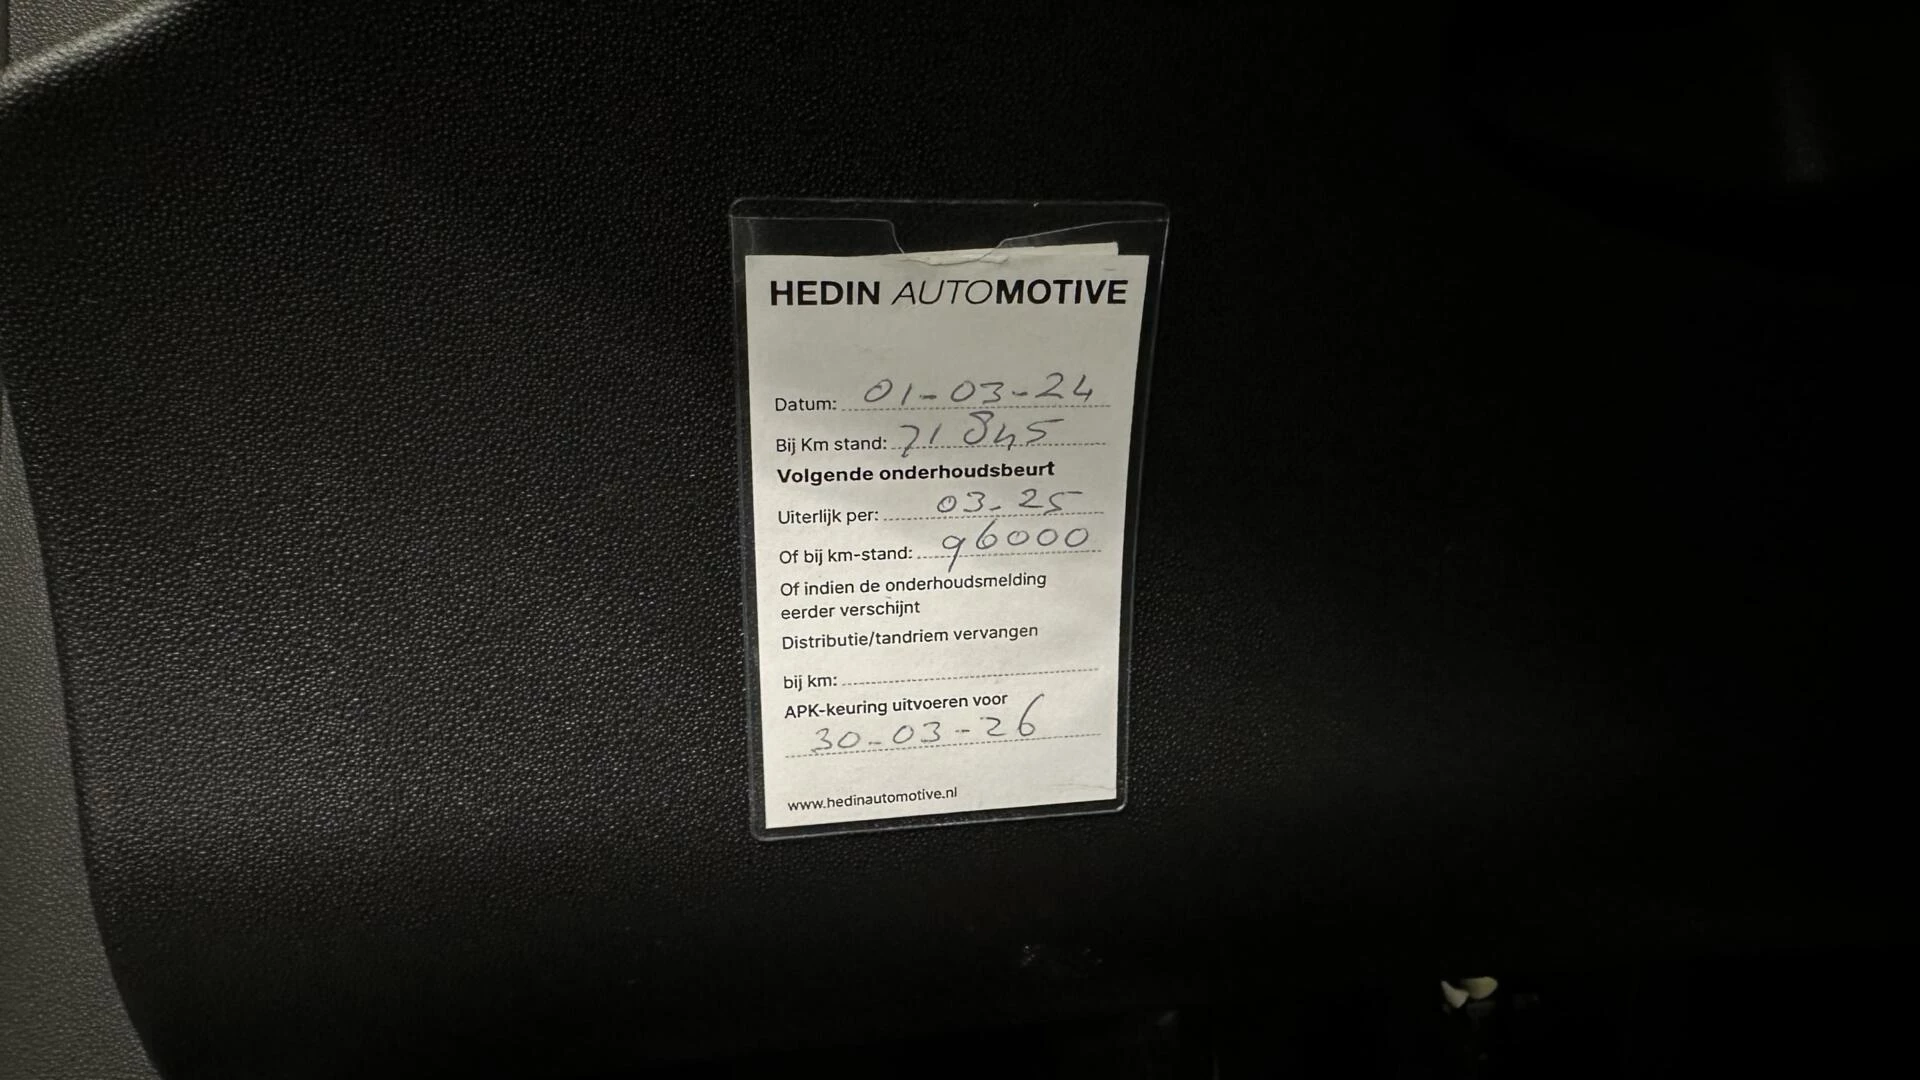 HEDIN AUTOMOTIVE
Datum: 01-03-24
Bij Km stand: 71 845
Volgende onderhoudsbeurt
Uiterlijk per: 03-25
Of bij km-stand: 96000
Of indien de onderhoudsmelding
eerder verschijnt
Distributie/tandriem vervangen
bij km:
APK-keuring uitvoeren voor
30-03-26
www.hedinautomotive.nl